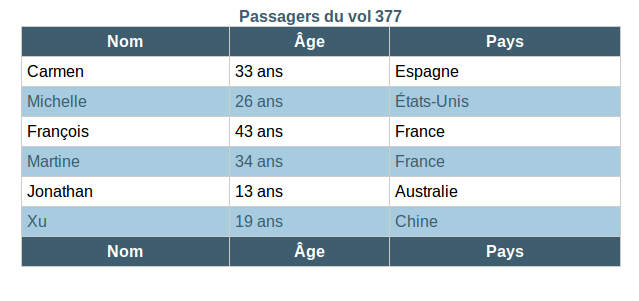 Passagers du vol 377
Nom Âge Pays
Carmen 33 ans Espagne
Michelle 26 ans États-Unis
François 43 ans France
Martine 34 ans France
Jonathan 13 ans Australie
Xu 19 ans Chine
Nom Âge Pays